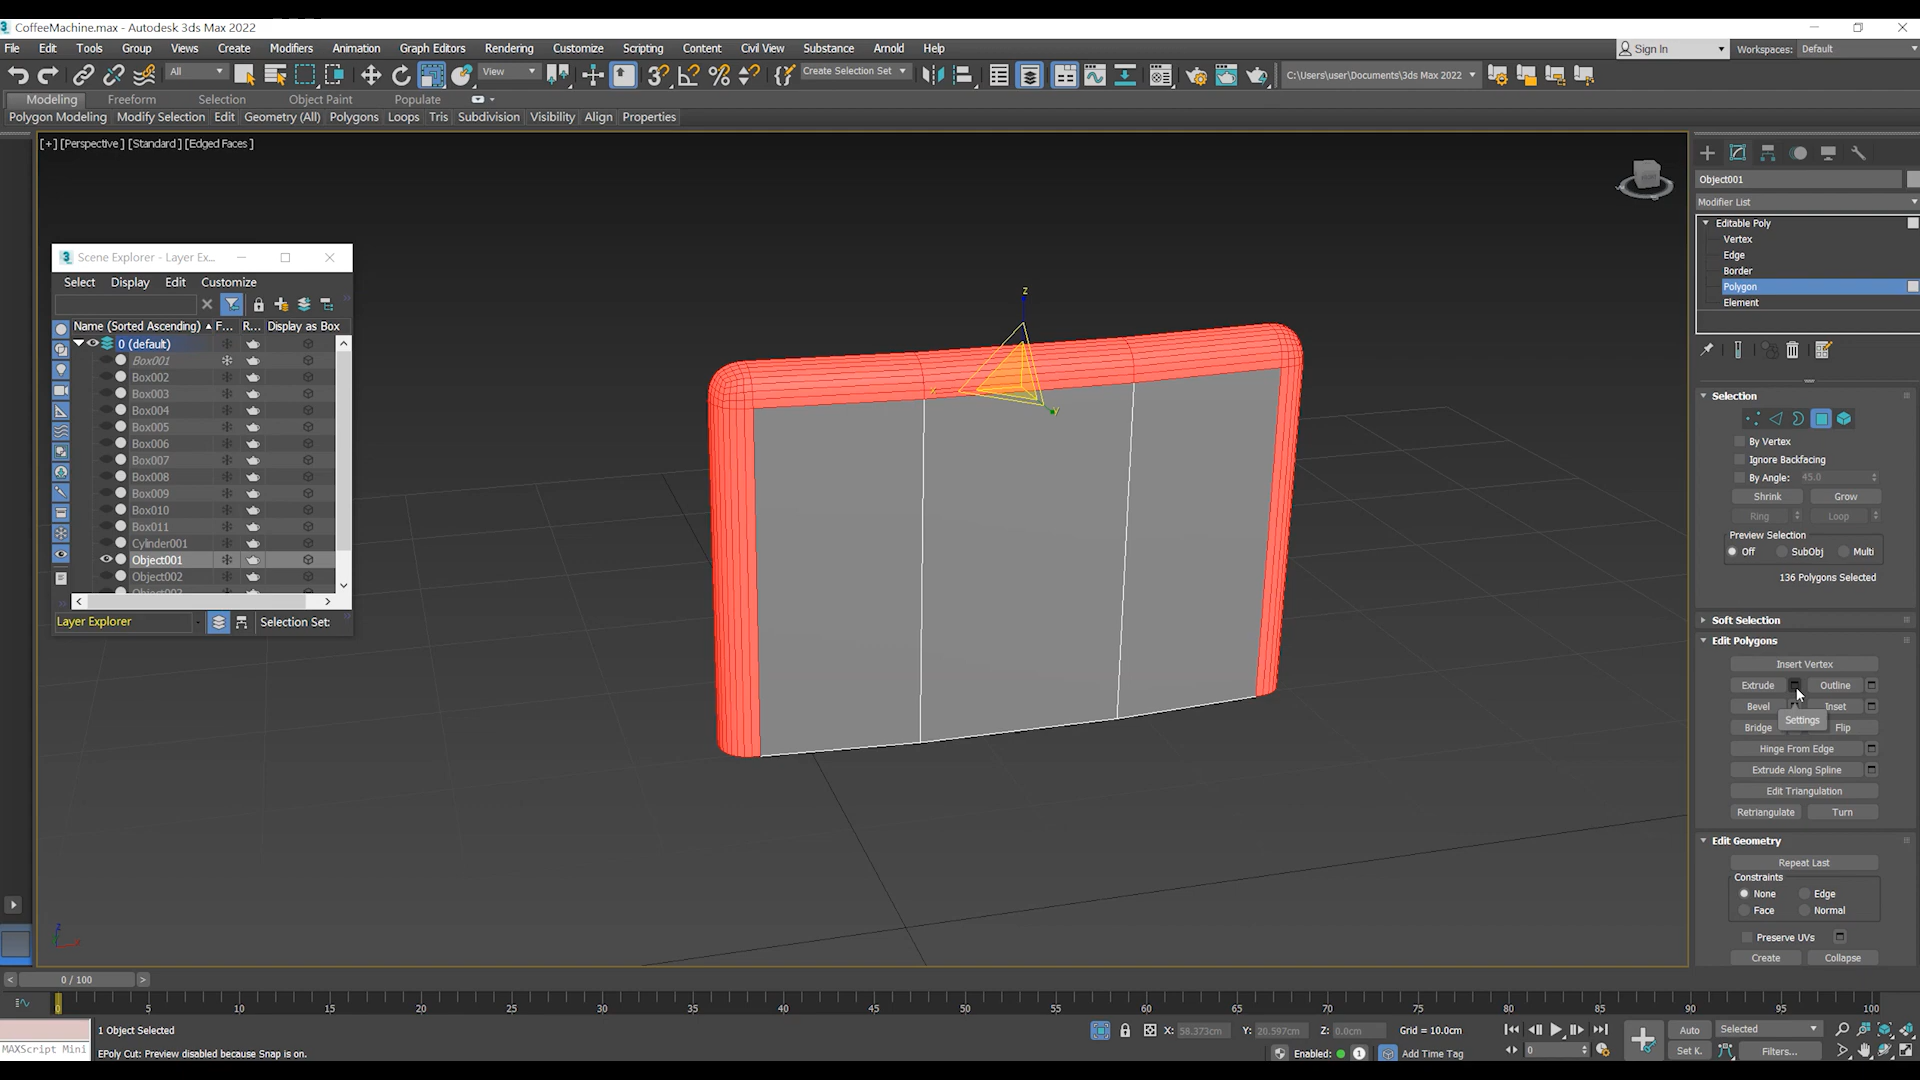 CoffeeMachine.max - Autodesk 3ds Max 2022
File Edit Tools Group Views Create Modifiers Animation Graph Editors Rendering Customize Scripting Content Civil View Substance Arnold Help
Sign In Workspaces: Default
All View Create Selection Set C:\Users\user\Documents\3ds Max 2022
Modeling Freeform Selection Object Paint Populate
Polygon Modeling Modify Selection Edit Geometry (All) Polygons Loops Tris Subdivision Visibility Align Properties
[+] [Perspective ] [Standard ] [Edged Faces ]
Object001
Modifier List
Editable Poly
Vertex
Edge
Border
Polygon
Element
Scene Explorer - Layer Ex...
Select Display Edit Customize
Name (Sorted Ascending) F... R... Display as Box
0 (default)
Box001
Box002
Box003
Box004
Box005
Box006
Box007
Box008
Box009
Box010
Box011
Cylinder001
Object001
Object002
Layer Explorer Selection Set:
z
x
y
Selection
By Vertex
Ignore Backfacing
By Angle: 45.0
Shrink Grow
Ring Loop
Preview Selection
Off SubObj Multi
136 Polygons Selected
Soft Selection
Edit Polygons
Insert Vertex
Extrude Outline
Bevel Inset
Settings
Bridge Flip
Hinge From Edge
Extrude Along Spline
Edit Triangulation
Retriangulate Turn
Edit Geometry
Repeat Last
Constraints
None Edge
Face Normal
Preserve UVs
Create Collapse
z
0 / 100
0 5 10 15 20 25 30 35 40 45 50 55 60 65 70 75 80 85 90 95 100
1 Object Selected X: 58.373cm Y: 20.597cm Z: 0.0cm Grid = 10.0cm Auto Selected
MAXScript Mini EPoly Cut: Preview disabled because Snap is on. Enabled: 1 Add Time Tag 0 Set K. Filters...